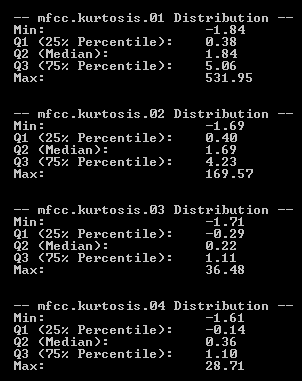 -- mfcc.kurtosis.01 Distribution --
Min: -1.84
Q1 (25% Percentile): 0.38
Q2 (Median): 1.84
Q3 (75% Percentile): 5.06
Max: 531.95
-- mfcc.kurtosis.02 Distribution --
Min: -1.69
Q1 (25% Percentile): 0.40
Q2 (Median): 1.69
Q3 (75% Percentile): 4.23
Max: 169.57
-- mfcc.kurtosis.03 Distribution --
Min: -1.71
Q1 (25% Percentile): -0.29
Q2 (Median): 0.22
Q3 (75% Percentile): 1.11
Max: 36.48
-- mfcc.kurtosis.04 Distribution --
Min: -1.61
Q1 (25% Percentile): -0.14
Q2 (Median): 0.36
Q3 (75% Percentile): 1.10
Max: 28.71